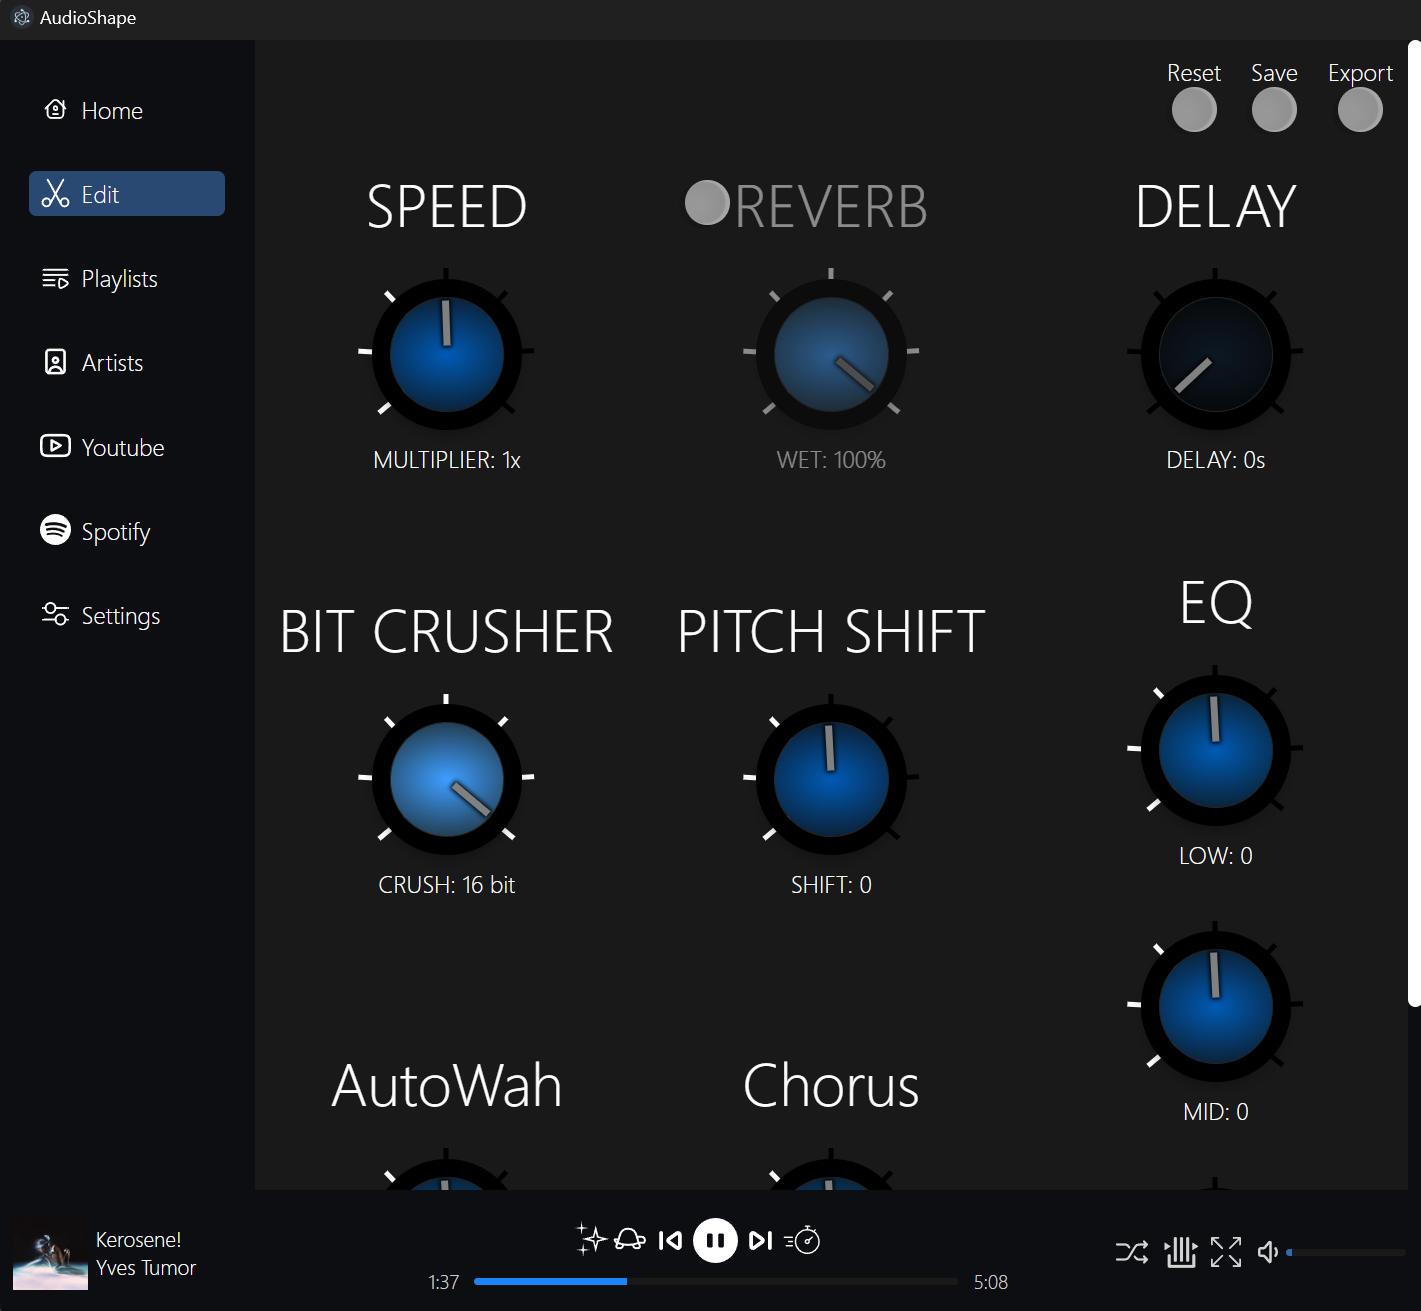 AudioShape
Home
Edit
Playlists
Artists
Youtube
Spotify
Settings
Reset Save Export
SPEED
MULTIPLIER: 1x
REVERB
WET: 100%
DELAY
DELAY: 0s
BIT CRUSHER
CRUSH: 16 bit
PITCH SHIFT
SHIFT: 0
EQ
LOW: 0
MID: 0
AutoWah
Chorus
Kerosene!
Yves Tumor
1:37
5:08